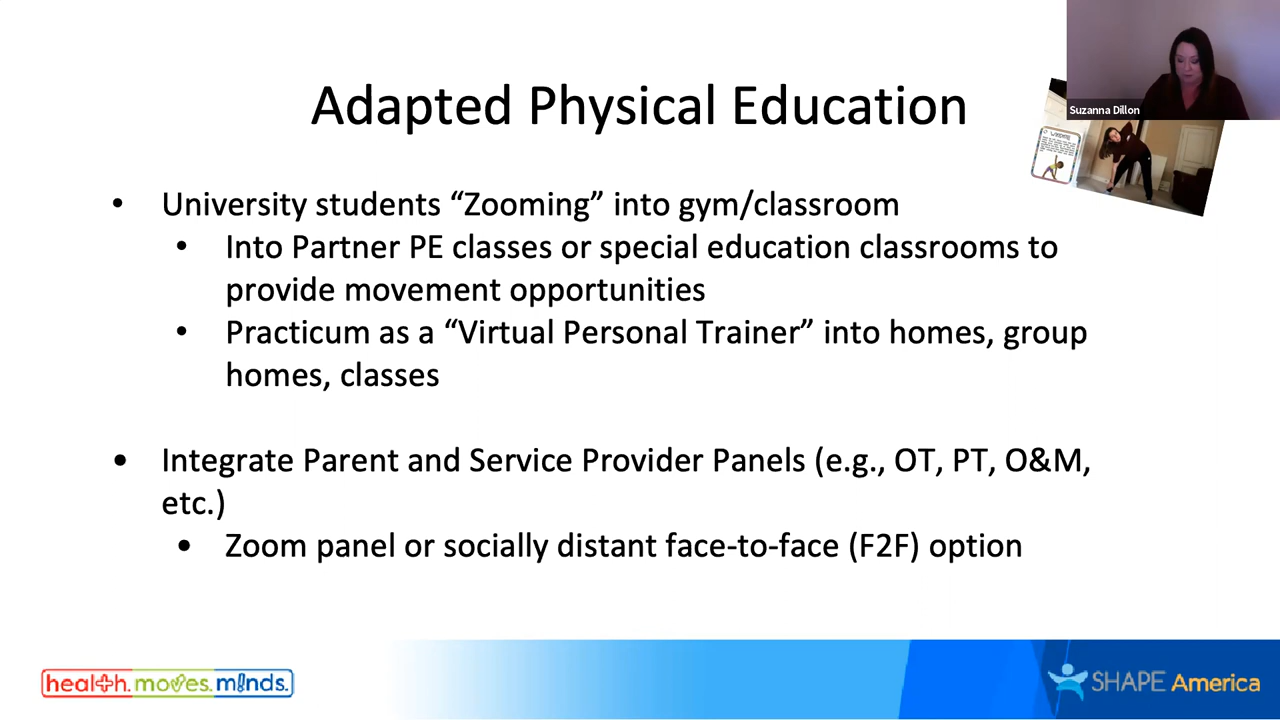 Suzanna Dillon
Adapted Physical Education
• University students “Zooming” into gym/classroom
• Into Partner PE classes or special education classrooms to
provide movement opportunities
• Practicum as a “Virtual Personal Trainer” into homes, group
homes, classes
• Integrate Parent and Service Provider Panels (e.g., OT, PT, O&M,
etc.)
• Zoom panel or socially distant face-to-face (F2F) option
health.moves.minds.
SHAPE America